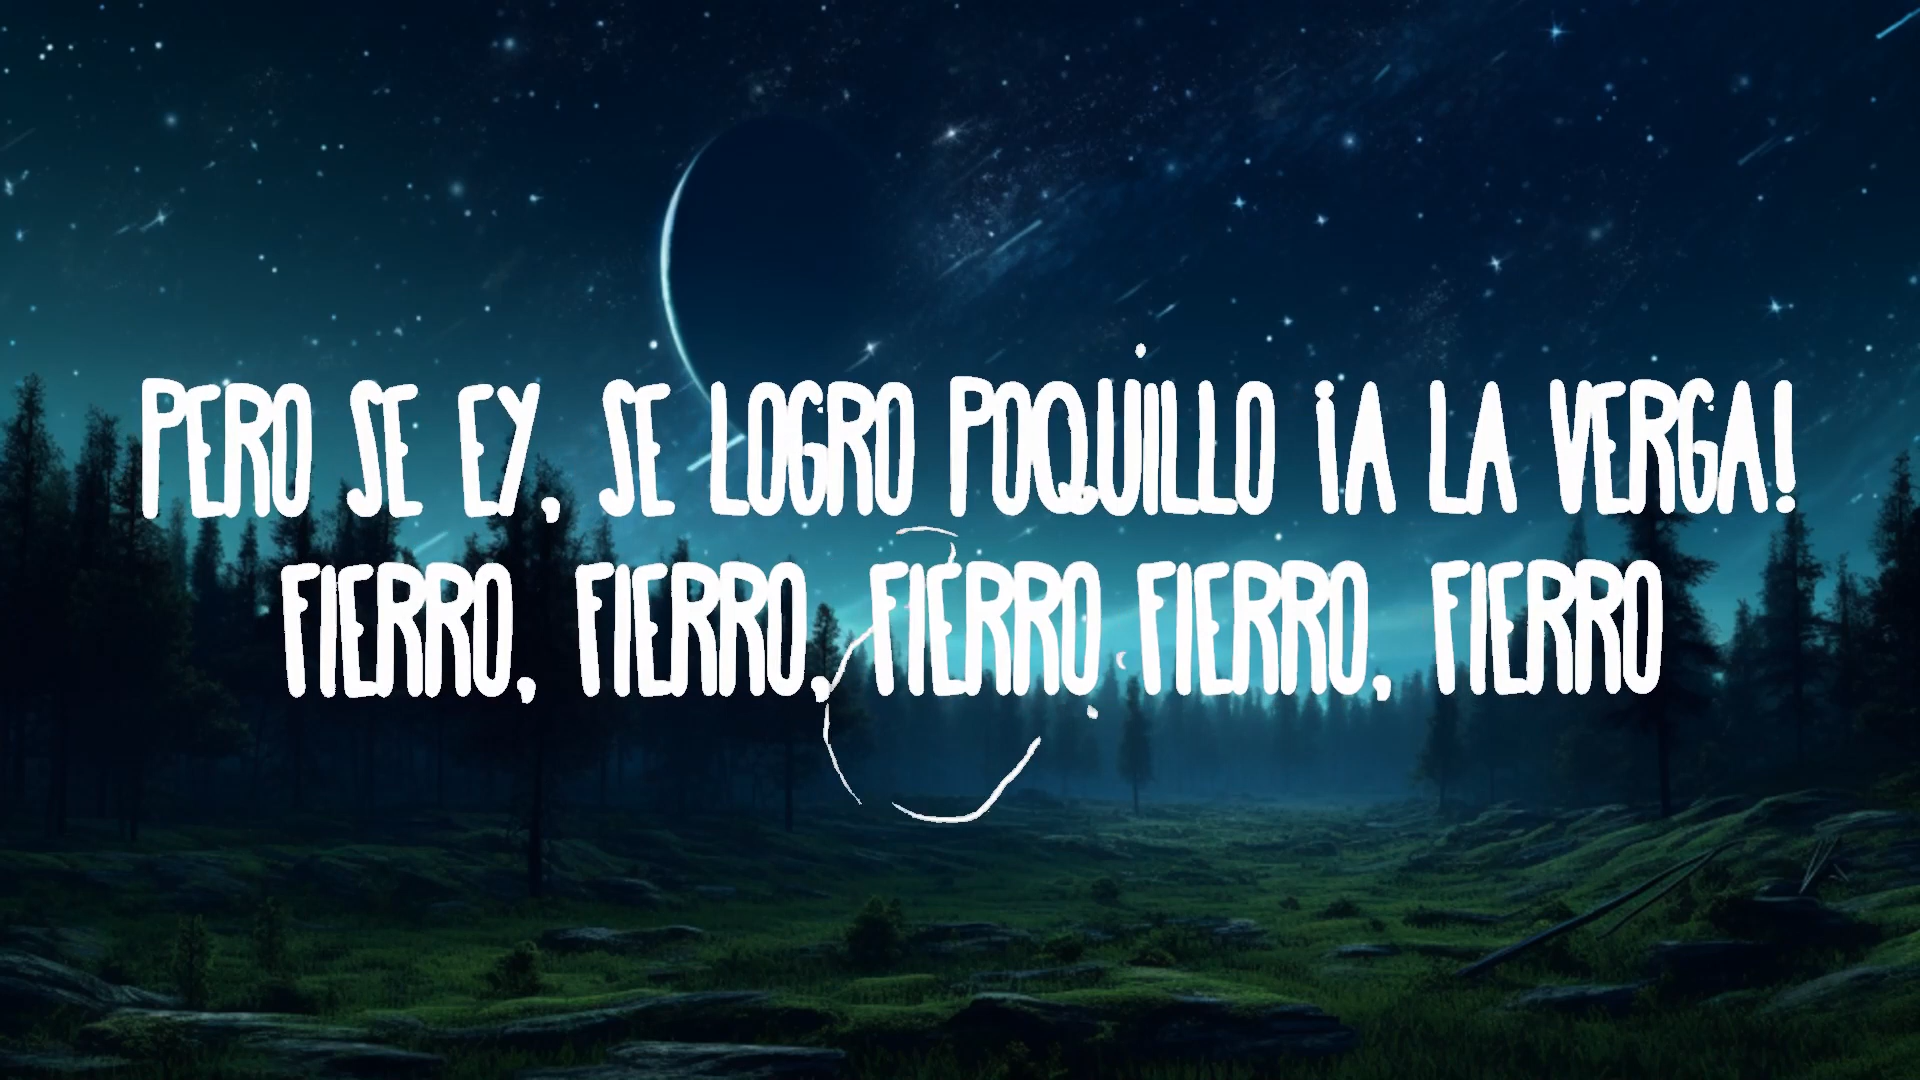 PERO SE EY, SE LOGRO POQUILLO ¡A LA VERGA!
FIERRO, FIERRO, FIERRO, FIERRO, FIERRO